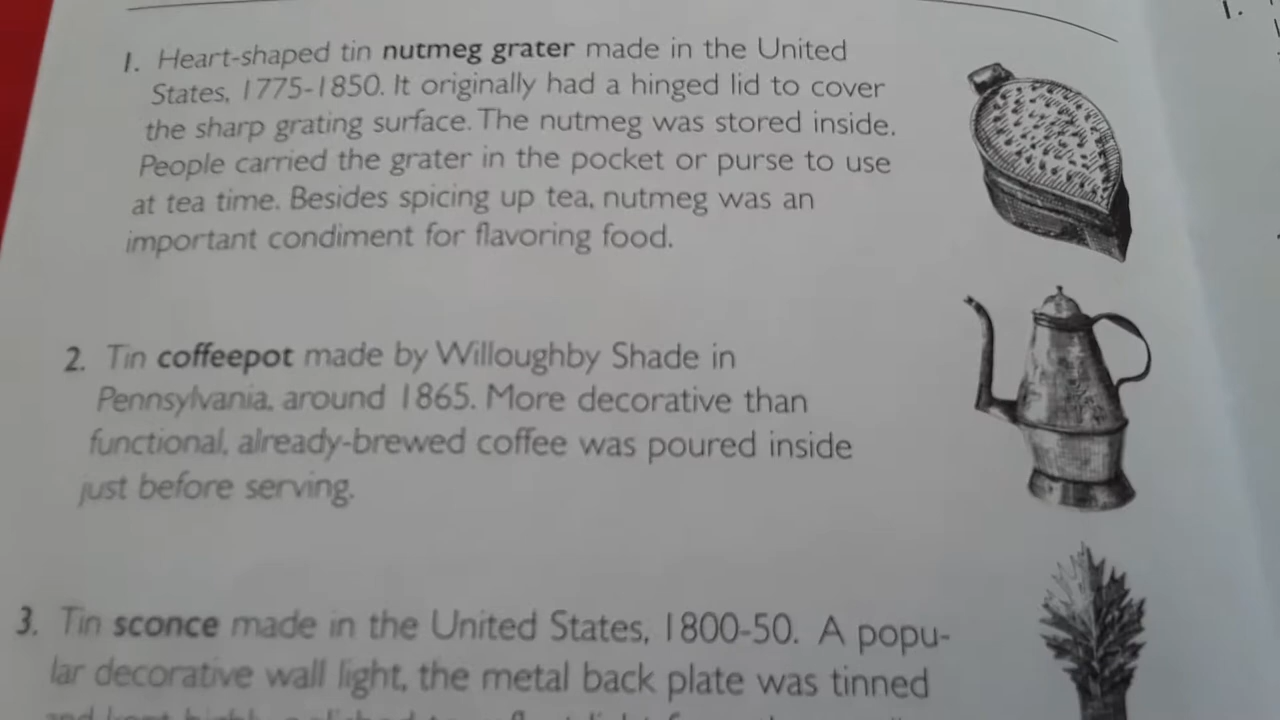 1. Heart-shaped tin nutmeg grater made in the United
States, 1775-1850. It originally had a hinged lid to cover
the sharp grating surface. The nutmeg was stored inside.
People carried the grater in the pocket or purse to use
at tea time. Besides spicing up tea, nutmeg was an
important condiment for flavoring food.
2. Tin coffeepot made by Willoughby Shade in
Pennsylvania, around 1865. More decorative than
functional, already-brewed coffee was poured inside
just before serving.
3. Tin sconce made in the United States, 1800-50. A popu-
lar decorative wall light, the metal back plate was tinned
1.